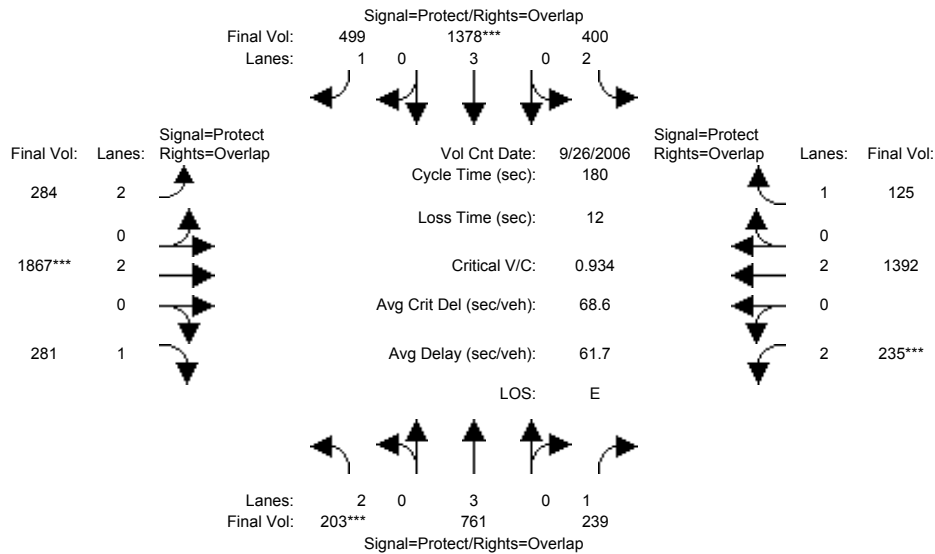 Signal=Protect/Rights=Overlap
Final Vol: 499 1378*** 400
Lanes: 1 0 3 0 2
Signal=Protect Signal=Protect
Final Vol: Lanes: Rights=Overlap Vol Cnt Date: 9/26/2006 Rights=Overlap Lanes: Final Vol:
Cycle Time (sec): 180
284 2 1 125
Loss Time (sec): 12
0 0
1867*** 2 Critical V/C: 0.934 2 1392
0 Avg Crit Del (sec/veh): 68.6 0
281 1 Avg Delay (sec/veh): 61.7 2 235***
LOS: E
Lanes: 2 0 3 0 1
Final Vol: 203*** 761 239
Signal=Protect/Rights=Overlap